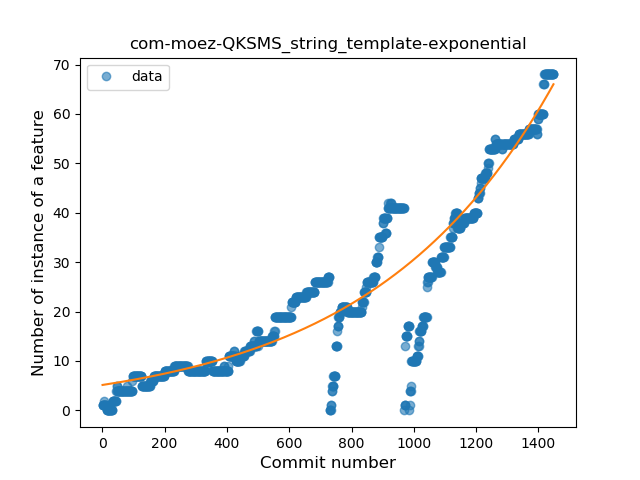 com-moez-QKSMS_string_template-exponential
data
Number of instance of a feature
70
60
50
40
30
20
10
0
0 200 400 600 800 1000 1200 1400
Commit number